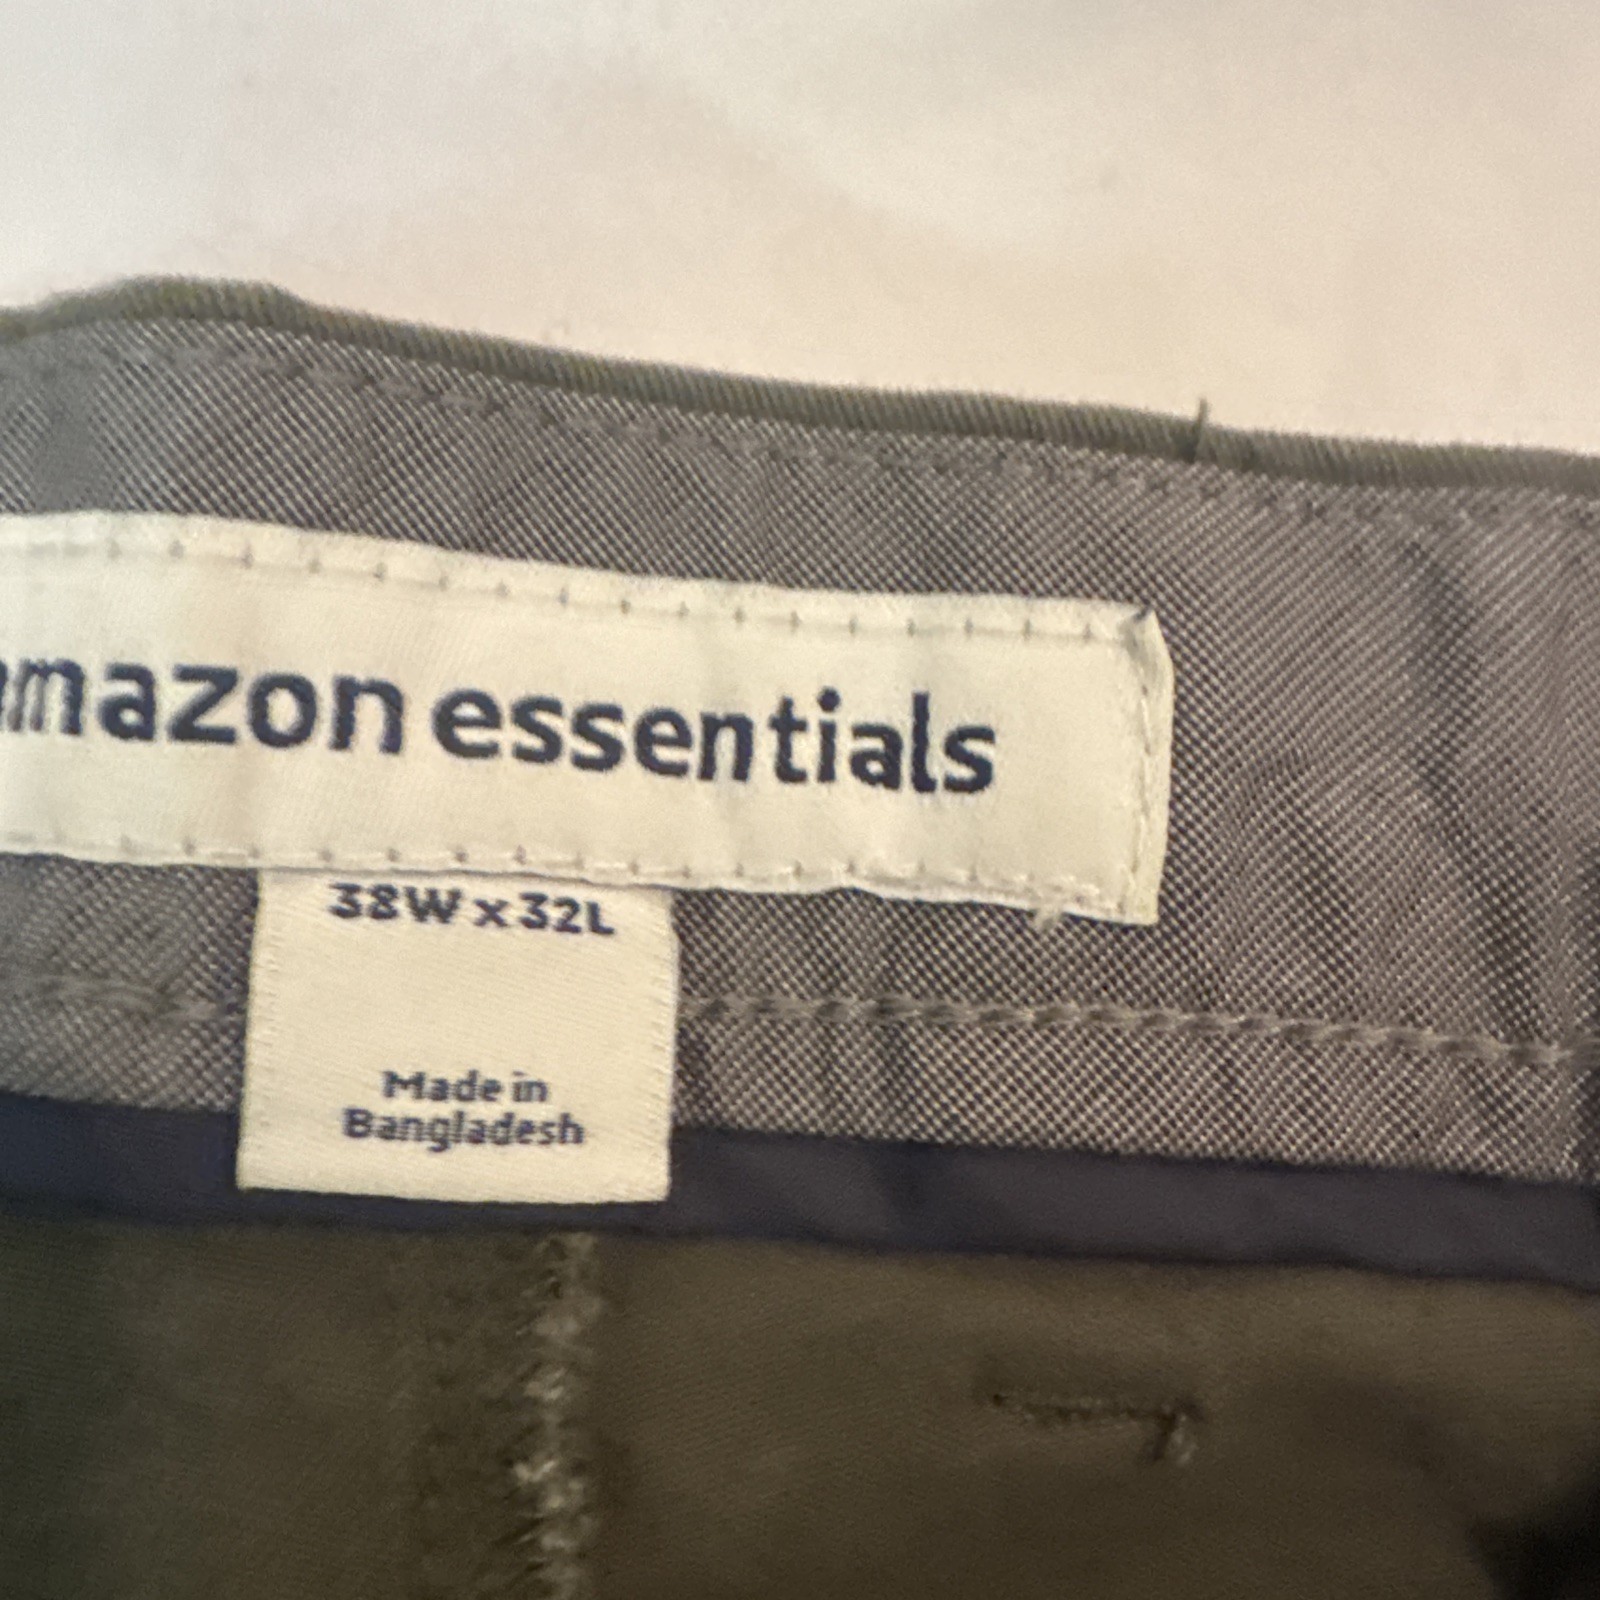 amazon essentials
38W x 32L
Made in
Bangladesh